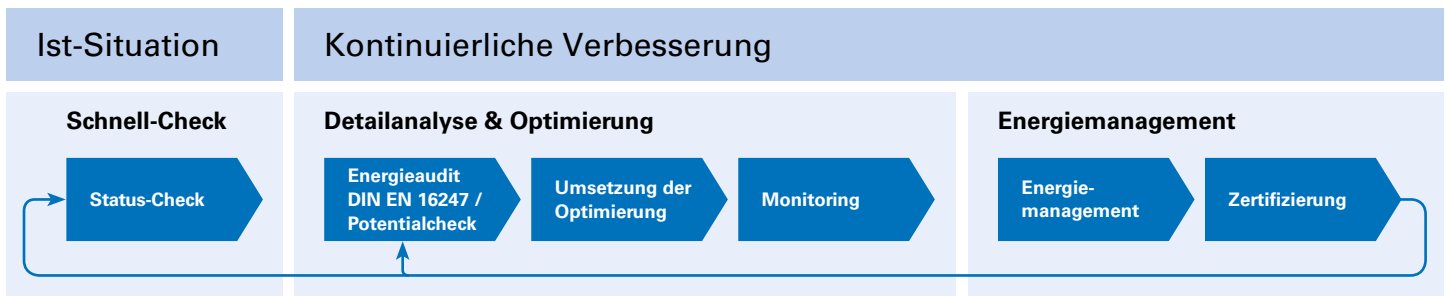 Ist-Situation
Kontinuierliche Verbesserung
Schnell-Check
Status-Check
Detailanalyse & Optimierung
Energieaudit
DIN EN 16247 /
Potentialcheck
Umsetzung der
Optimierung
Monitoring
Energiemanagement
Energie-
management
Zertifizierung